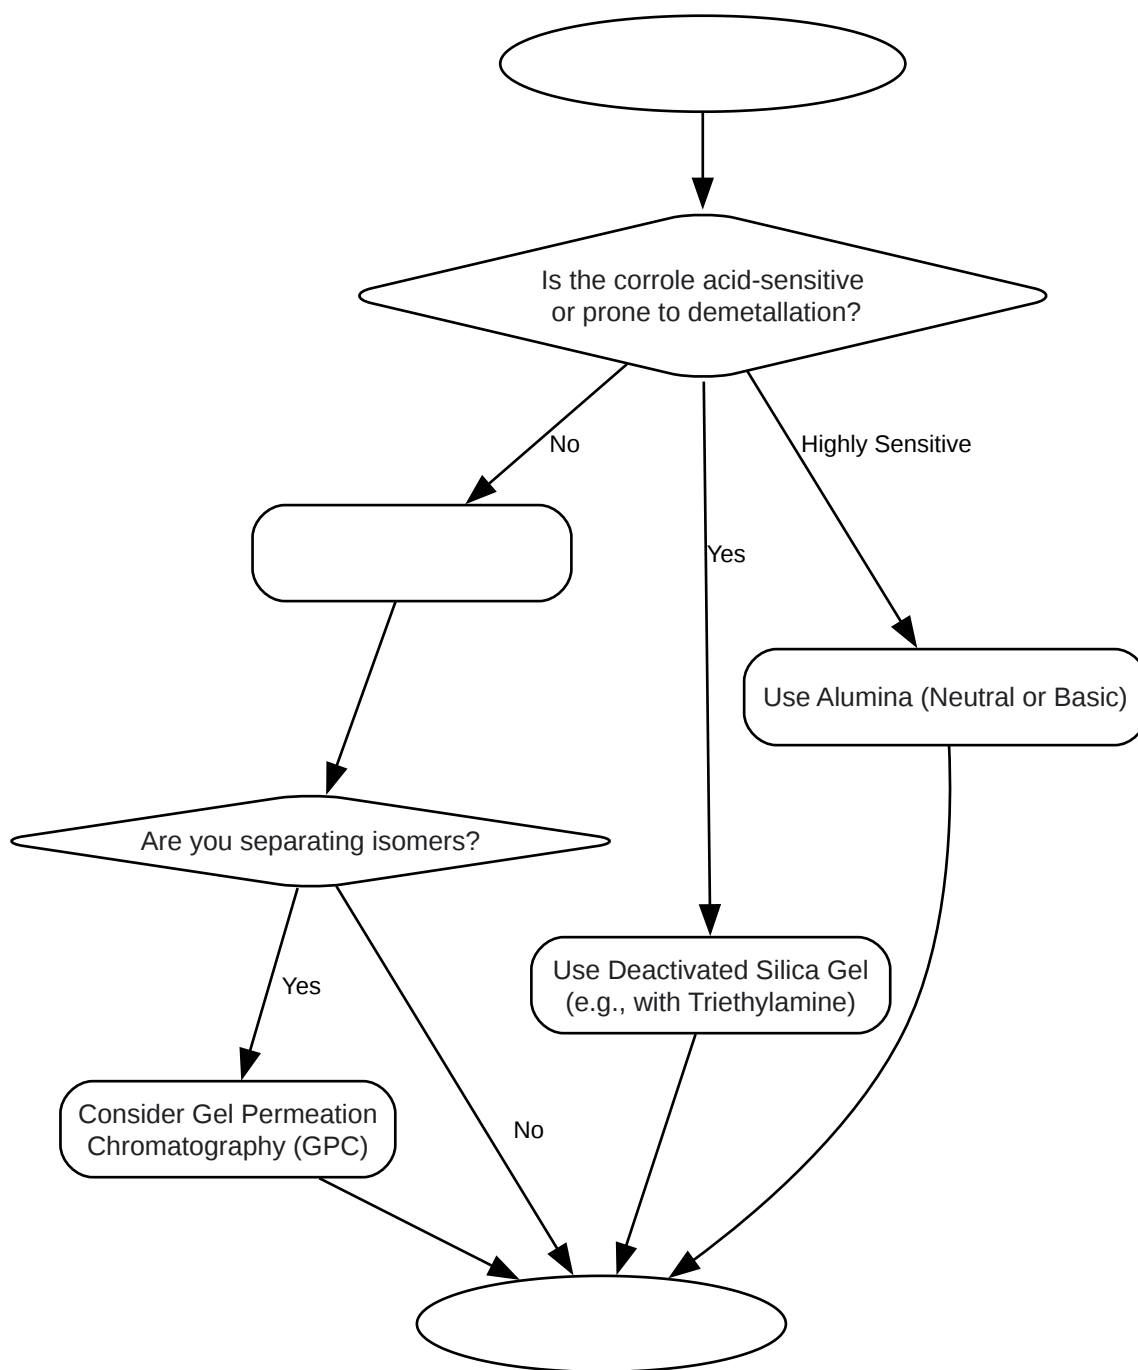 Is the corrole acid-sensitive
or prone to demetallation?
No
Highly Sensitive
Yes
Use Alumina (Neutral or Basic)
Are you separating isomers?
Use Deactivated Silica Gel
(e.g., with Triethylamine)
Yes
Consider Gel Permeation
Chromatography (GPC)
No